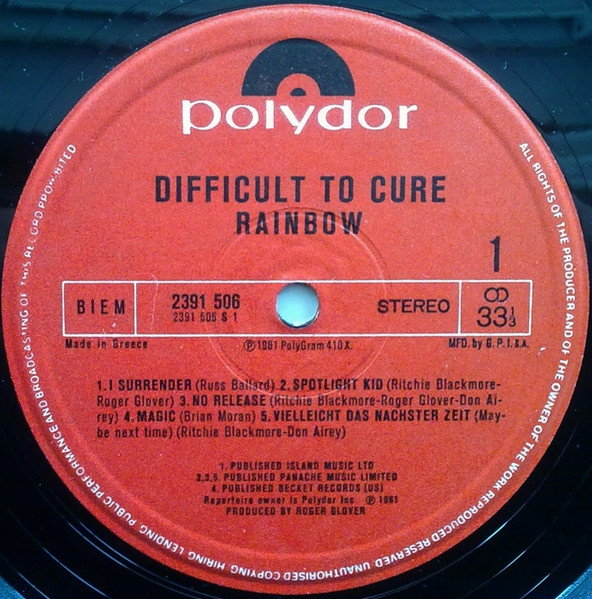 polydor
DIFFICULT TO CURE
RAINBOW
1
BIEM
2391 506
2391 506 S 1
STEREO
33 1/3
Made in Greece
Ⓟ 1981 PolyGram 410 X.
MFD. by G. P. I. s.A.
1. I SURRENDER (Russ Ballard) 2. SPOTLIGHT KID (Ritchie Blackmore-
Roger Glover) 3. NO RELEASE (Ritchie Blackmore-Roger Glover-Don Ai-
rey) 4. MAGIC (Brian Moran) 5. VIELLEICHT DAS NACHSTER ZEIT (May-
be next time) (Ritchie Blackmore-Don Airey)
1. PUBLISHED ISLAND MUSIC LTD
2,3,5. PUBLISHED PANACHE MUSIC LIMITED
4. PUBLISHED BECKET RECORDS (US)
Repertoire owner is Polydor Inc Ⓟ 1981
PRODUCED BY ROGER GLOVER
ALL RIGHTS OF THE PRODUCER AND OF THE OWNER OF THE WORK REPRODUCED RESERVED UNAUTHORISED COPYING HIRING LENDING PUBLIC PERFORMANCE AND BROADCASTING OF THIS RECORD PROHIBITED